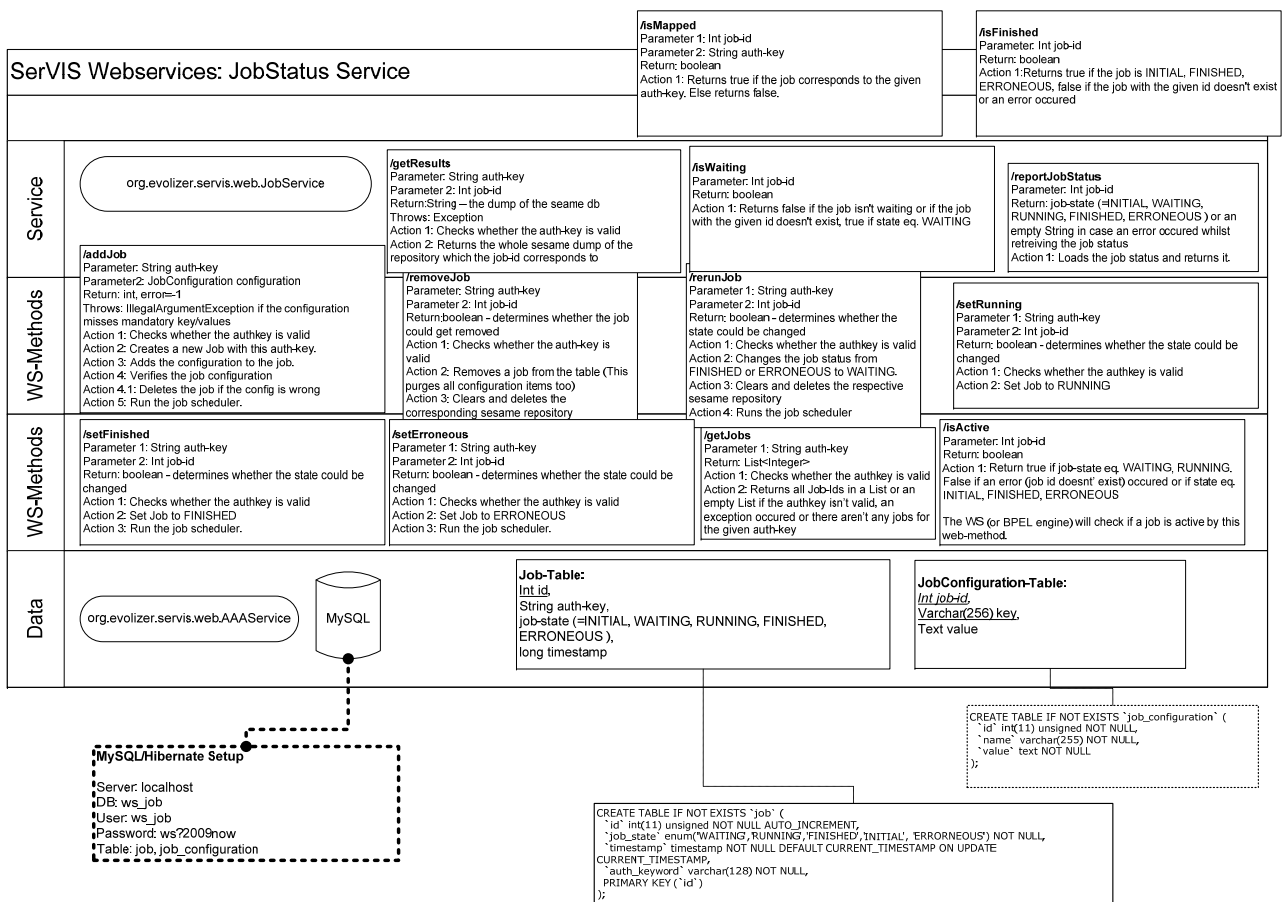 /isMapped
Parameter 1: Int job-id
Parameter 2: String auth-key
Return: boolean
Action 1: Returns true if the job corresponds to the given
auth-key. Else returns false.
/isFinished
Parameter: Int job-id
Return: boolean
Action 1:Returns true if the job is INITIAL, FINISHED,
ERRONEOUS, false if the job with the given id doesn't exist
or an error occured
SerVIS Webservices: JobStatus Service
Service
org.evolizer.servis.web.JobService
/getResults
Parameter: String auth-key
Parameter 2: Int job-id
Return:String – the dump of the seame db
Throws: Exception
Action 1: Checks whether the auth-key is valid
Action 2: Returns the whole sesame dump of the
repository which the job-id corresponds to
/isWaiting
Parameter: Int job-id
Return: boolean
Action 1: Returns false if the job isn't waiting or if the job
with the given id doesn't exist, true if state eq. WAITING
/reportJobStatus
Parameter: Int job-id
Return: job-state (=INITIAL, WAITING,
RUNNING, FINISHED, ERRONEOUS ) or an
empty String in case an error occured whilst
retreiving the job status
Action 1: Loads the job status and returns it.
WS-Methods
/addJob
Parameter: String auth-key
Parameter2: JobConfiguration configuration
Return: int, error=-1
Throws: IllegalArgumentException if the configuration
misses mandatory key/values
Action 1: Checks whether the authkey is valid
Action 2: Creates a new Job with this auth-key.
Action 3: Adds the configuration to the job.
Action 4: Verifies the job configuration
Action 4.1: Deletes the job if the config is wrong
Action 5: Run the job scheduler.
/removeJob
Parameter: String auth-key
Parameter 2: Int job-id
Return:boolean - determines whether the job
could get removed
Action 1: Checks whether the auth-key is
valid
Action 2: Removes a job from the table (This
purges all configuration items too)
Action 3: Clears and deletes the
corresponding sesame repository
/rerunJob
Parameter 1: String auth-key
Parameter 2: Int job-id
Return: boolean - determines whether the
state could be changed
Action 1: Checks whether the authkey is valid
Action 2: Changes the job status from
FINISHED or ERRONEOUS to WAITING.
Action 3: Clears and deletes the respective
sesame repository
Action 4: Runs the job scheduler
/setRunning
Parameter 1: String auth-key
Parameter 2: Int job-id
Return: boolean - determines whether the state could be
changed
Action 1: Checks whether the authkey is valid
Action 2: Set Job to RUNNING
WS-Methods
/setFinished
Parameter 1: String auth-key
Parameter 2: Int job-id
Return: boolean - determines whether the state could be
changed
Action 1: Checks whether the authkey is valid
Action 2: Set Job to FINISHED
Action 3: Run the job scheduler.
/setErroneous
Parameter 1: String auth-key
Parameter 2: Int job-id
Return: boolean - determines whether the state could be
changed
Action 1: Checks whether the authkey is valid
Action 2: Set Job to ERRONEOUS
Action 3: Run the job scheduler.
/getJobs
Parameter 1: String auth-key
Return: List<Integer>
Action 1: Checks whether the authkey is valid
Action 2: Returns all Job-Ids in a List or an
empty List if the authkey isn't valid, an
exception occured or there aren't any jobs for
the given auth-key
/isActive
Parameter: Int job-id
Return: boolean
Action 1: Return true if job-state eq. WAITING, RUNNING.
False if an error (job id doesnt' exist) occured or if state eq.
INITIAL, FINISHED, ERRONEOUS
The WS (or BPEL engine) will check if a job is active by this
web-method.
Data
org.evolizer.servis.web.AAAService
MySQL
Job-Table:
Int id,
String auth-key,
job-state (=INITIAL, WAITING, RUNNING, FINISHED,
ERRONEOUS ),
long timestamp
JobConfiguration-Table:
Int job-id,
Varchar(256) key,
Text value
CREATE TABLE IF NOT EXISTS `job_configuration` (
`id` int(11) unsigned NOT NULL,
`name` varchar(255) NOT NULL,
`value` text NOT NULL
);
MySQL/Hibernate Setup
Server: localhost
DB: ws_job
User: ws_job
Password: ws?2009now
Table: job, job_configuration
CREATE TABLE IF NOT EXISTS `job` (
`id` int(11) unsigned NOT NULL AUTO_INCREMENT,
`job_state` enum('WAITING','RUNNING','FINISHED','INITIAL', 'ERRORNEOUS') NOT NULL,
`timestamp` timestamp NOT NULL DEFAULT CURRENT_TIMESTAMP ON UPDATE
CURRENT_TIMESTAMP,
`auth_keyword` varchar(128) NOT NULL,
PRIMARY KEY (`id`)
);